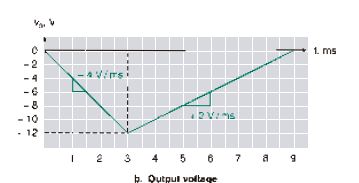 vₒ, V
0
t, ms
− 2
− 4 V/ms
− 4
− 6
− 8
+ 2 V/ms
− 10
− 12
1 2 3 4 5 6 7 8 9
b. Output voltage